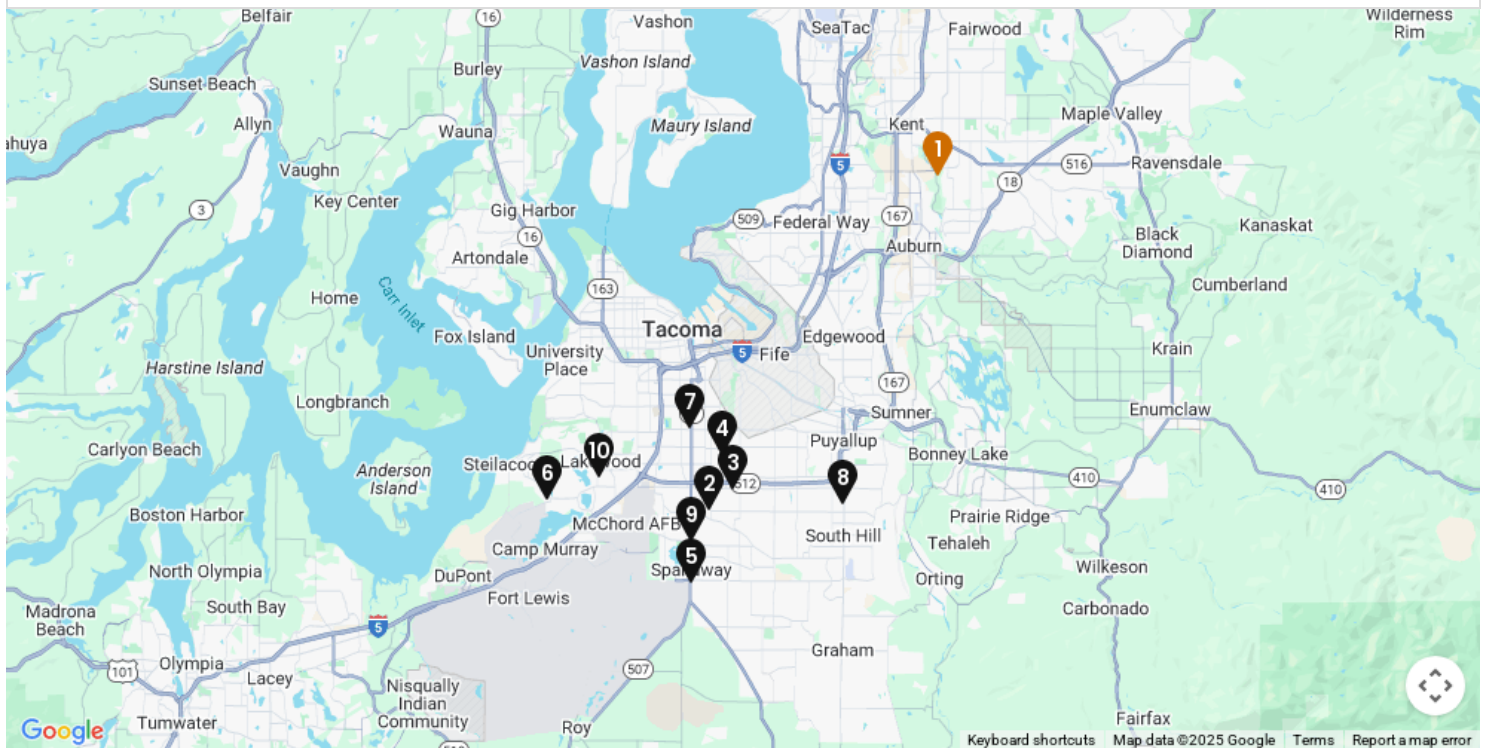 Belfair
16
Vashon
SeaTac
Fairwood
Wilderness
Rim
Vashon Island
Burley
Sunset Beach
Allyn
Wauna
Maury Island
Kent
Maple Valley
ahuya
1
5
516
Ravensdale
Vaughn
18
Key Center
3
Gig Harbor
509
Federal Way
167
Kanaskat
16
Auburn
Black
Diamond
Artondale
Cumberland
Home
Carr Inlet
163
Tacoma
Fox Island
Edgewood
University
Place
5
Fife
Krain
Harstine Island
167
Longbranch
7
Sumner
Enumclaw
4
Puyallup
Carlyon Beach
10
3
Bonney Lake
Anderson
Island
6
2
512
8
410
410
Boston Harbor
9
McChord AFB
Prairie Ridge
South Hill
Tehaleh
Camp Murray
5
North Olympia
DuPont
Wilkeson
Orting
South Bay
Fort Lewis
Carbonado
Madrona
Beach
5
Graham
Olympia
101
Lacey
507
Nisqually
Indian
Community
Tumwater
Roy
Fairfax
Google
Keyboard shortcuts
Map data ©2025 Google
Terms
Report a map error